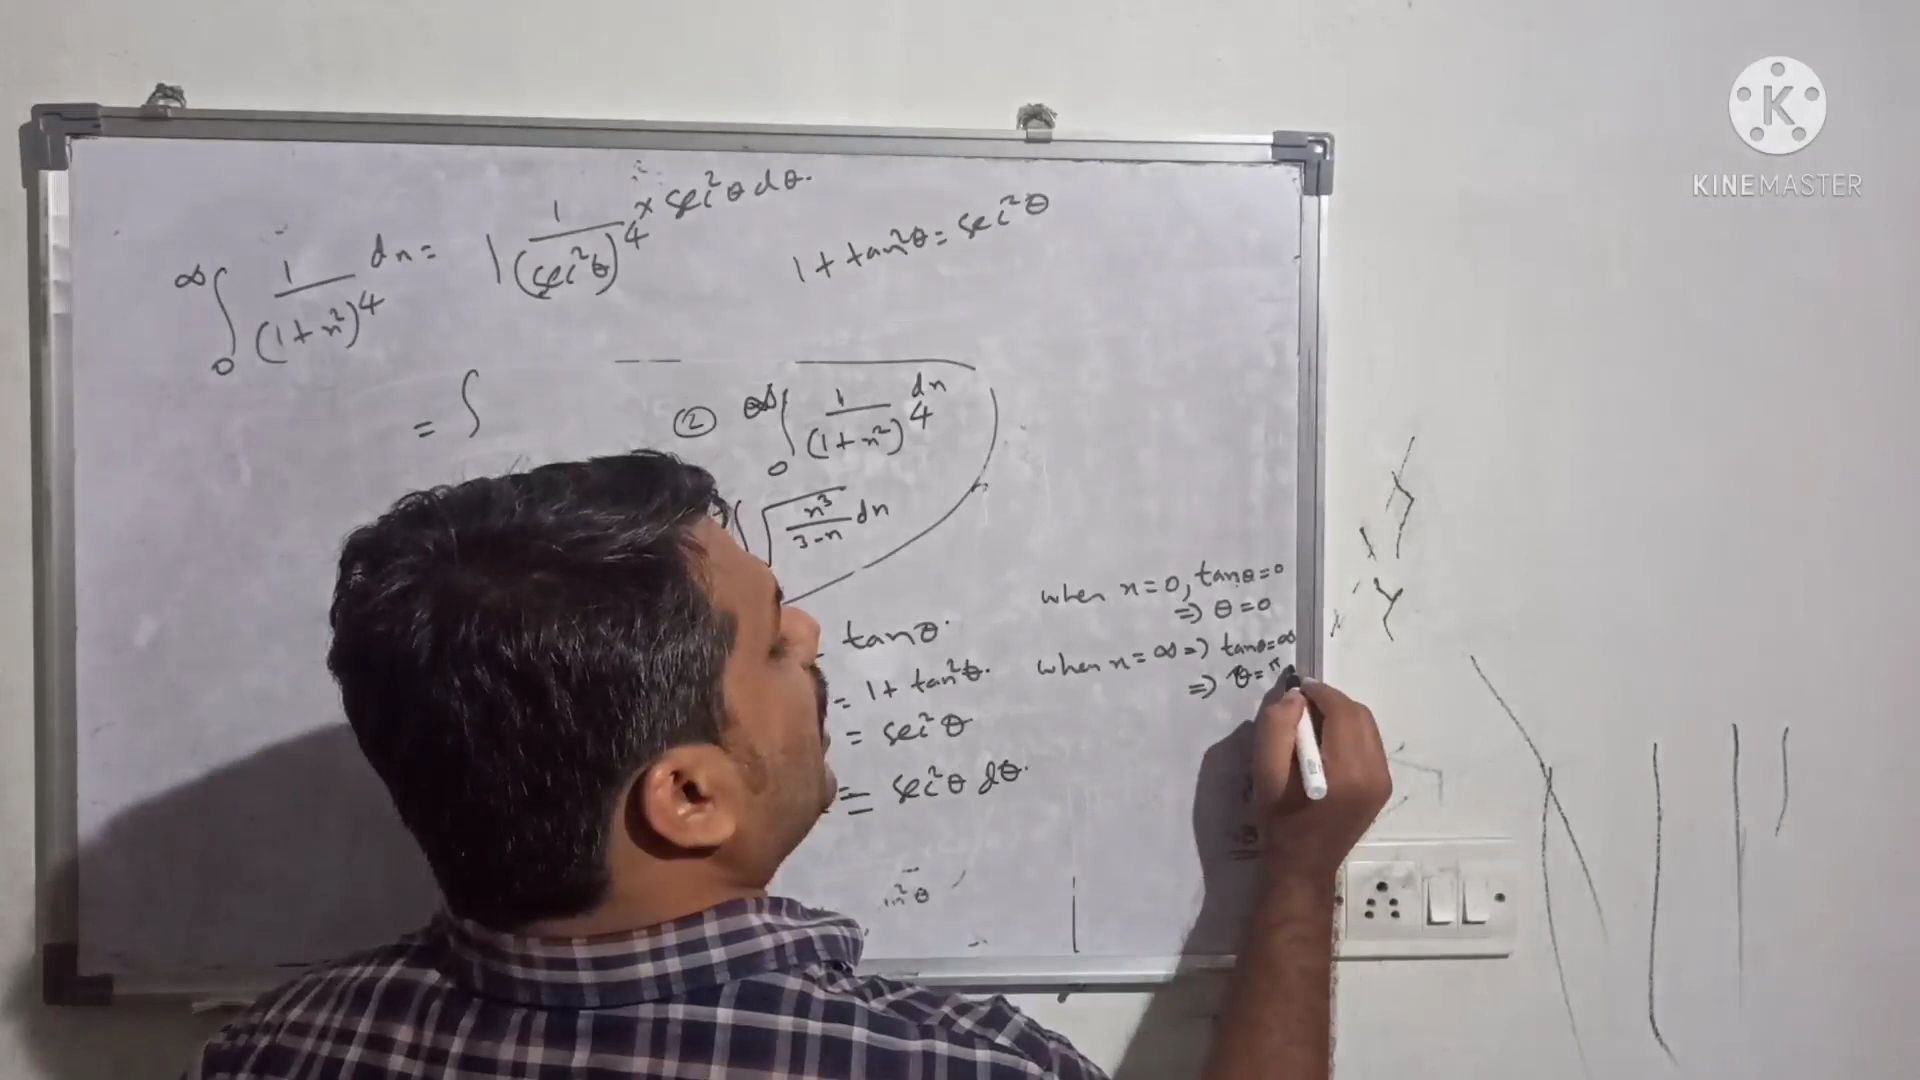 ∞∫0 1/(1+x²)^4 dx = ∫ 1/(sec²θ)^4 × sec²θ dθ.
1 + tan²θ = sec²θ
= ∫
② ∞∫0 1/(1+x²)^4 dx
∫ √(x³/(3-x)) dx
tanθ.
= 1 + tan²θ.
= sec²θ
= sec²θ dθ.
when x = 0, tanθ = 0
⇒ θ = 0
when x = ∞ ⇒ tanθ = ∞
⇒ θ = π
KINEMASTER